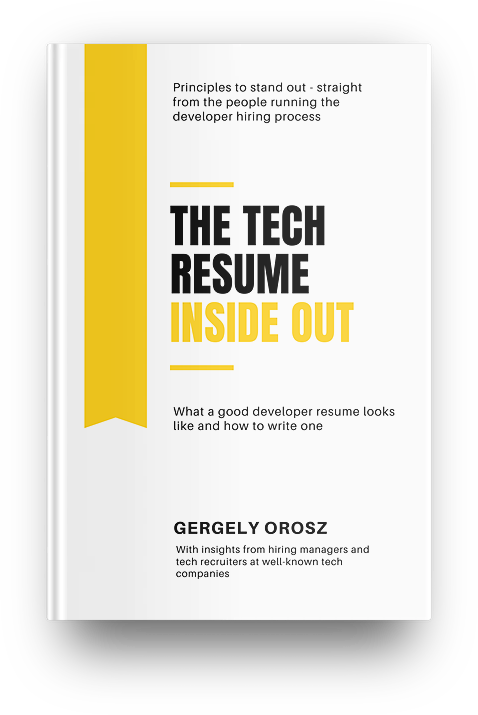 Principles to stand out - straight
from the people running the
developer hiring process
THE TECH
RESUME
INSIDE OUT
What a good developer resume looks
like and how to write one
GERGELY OROSZ
With insights from hiring managers and
tech recruiters at well-known tech
companies